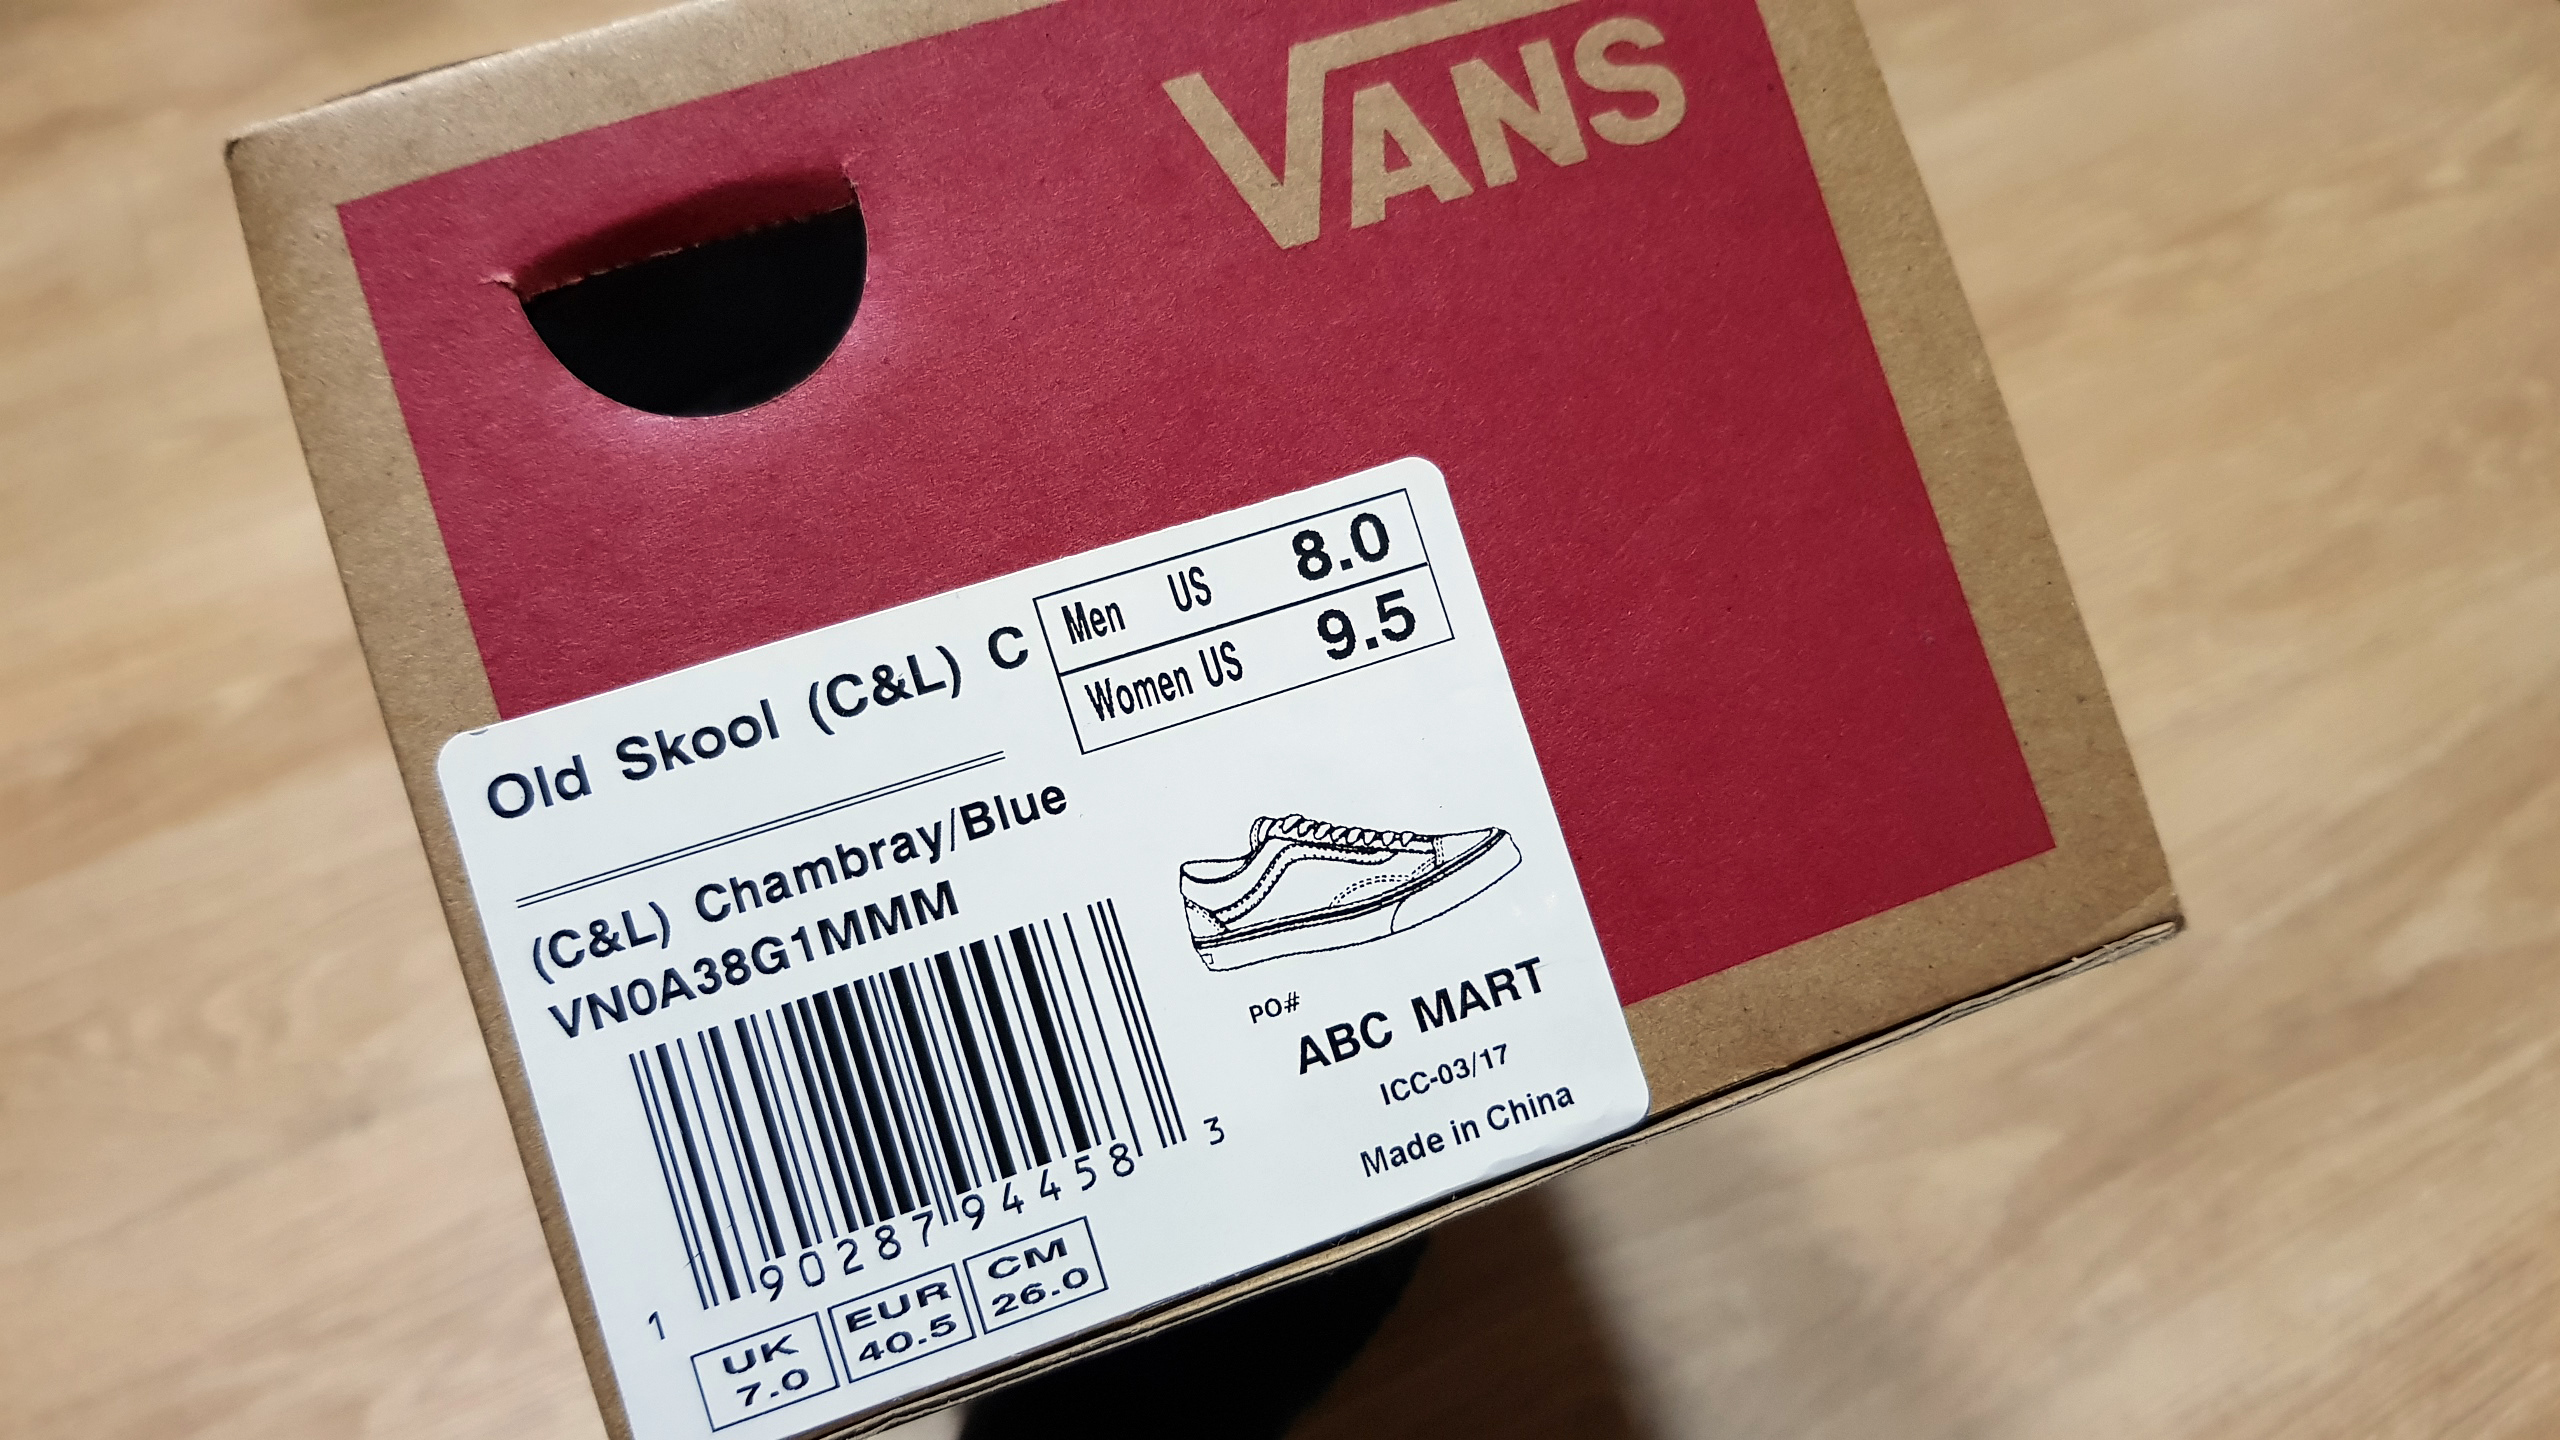 VANS
Old Skool (C&L) C
Men US 8.0
Women US 9.5
(C&L) Chambray/Blue
VN0A38G1MMM
1 90287 94458 3
PO#
ABC MART
ICC-03/17
Made in China
UK 7.0
EUR 40.5
CM 26.0